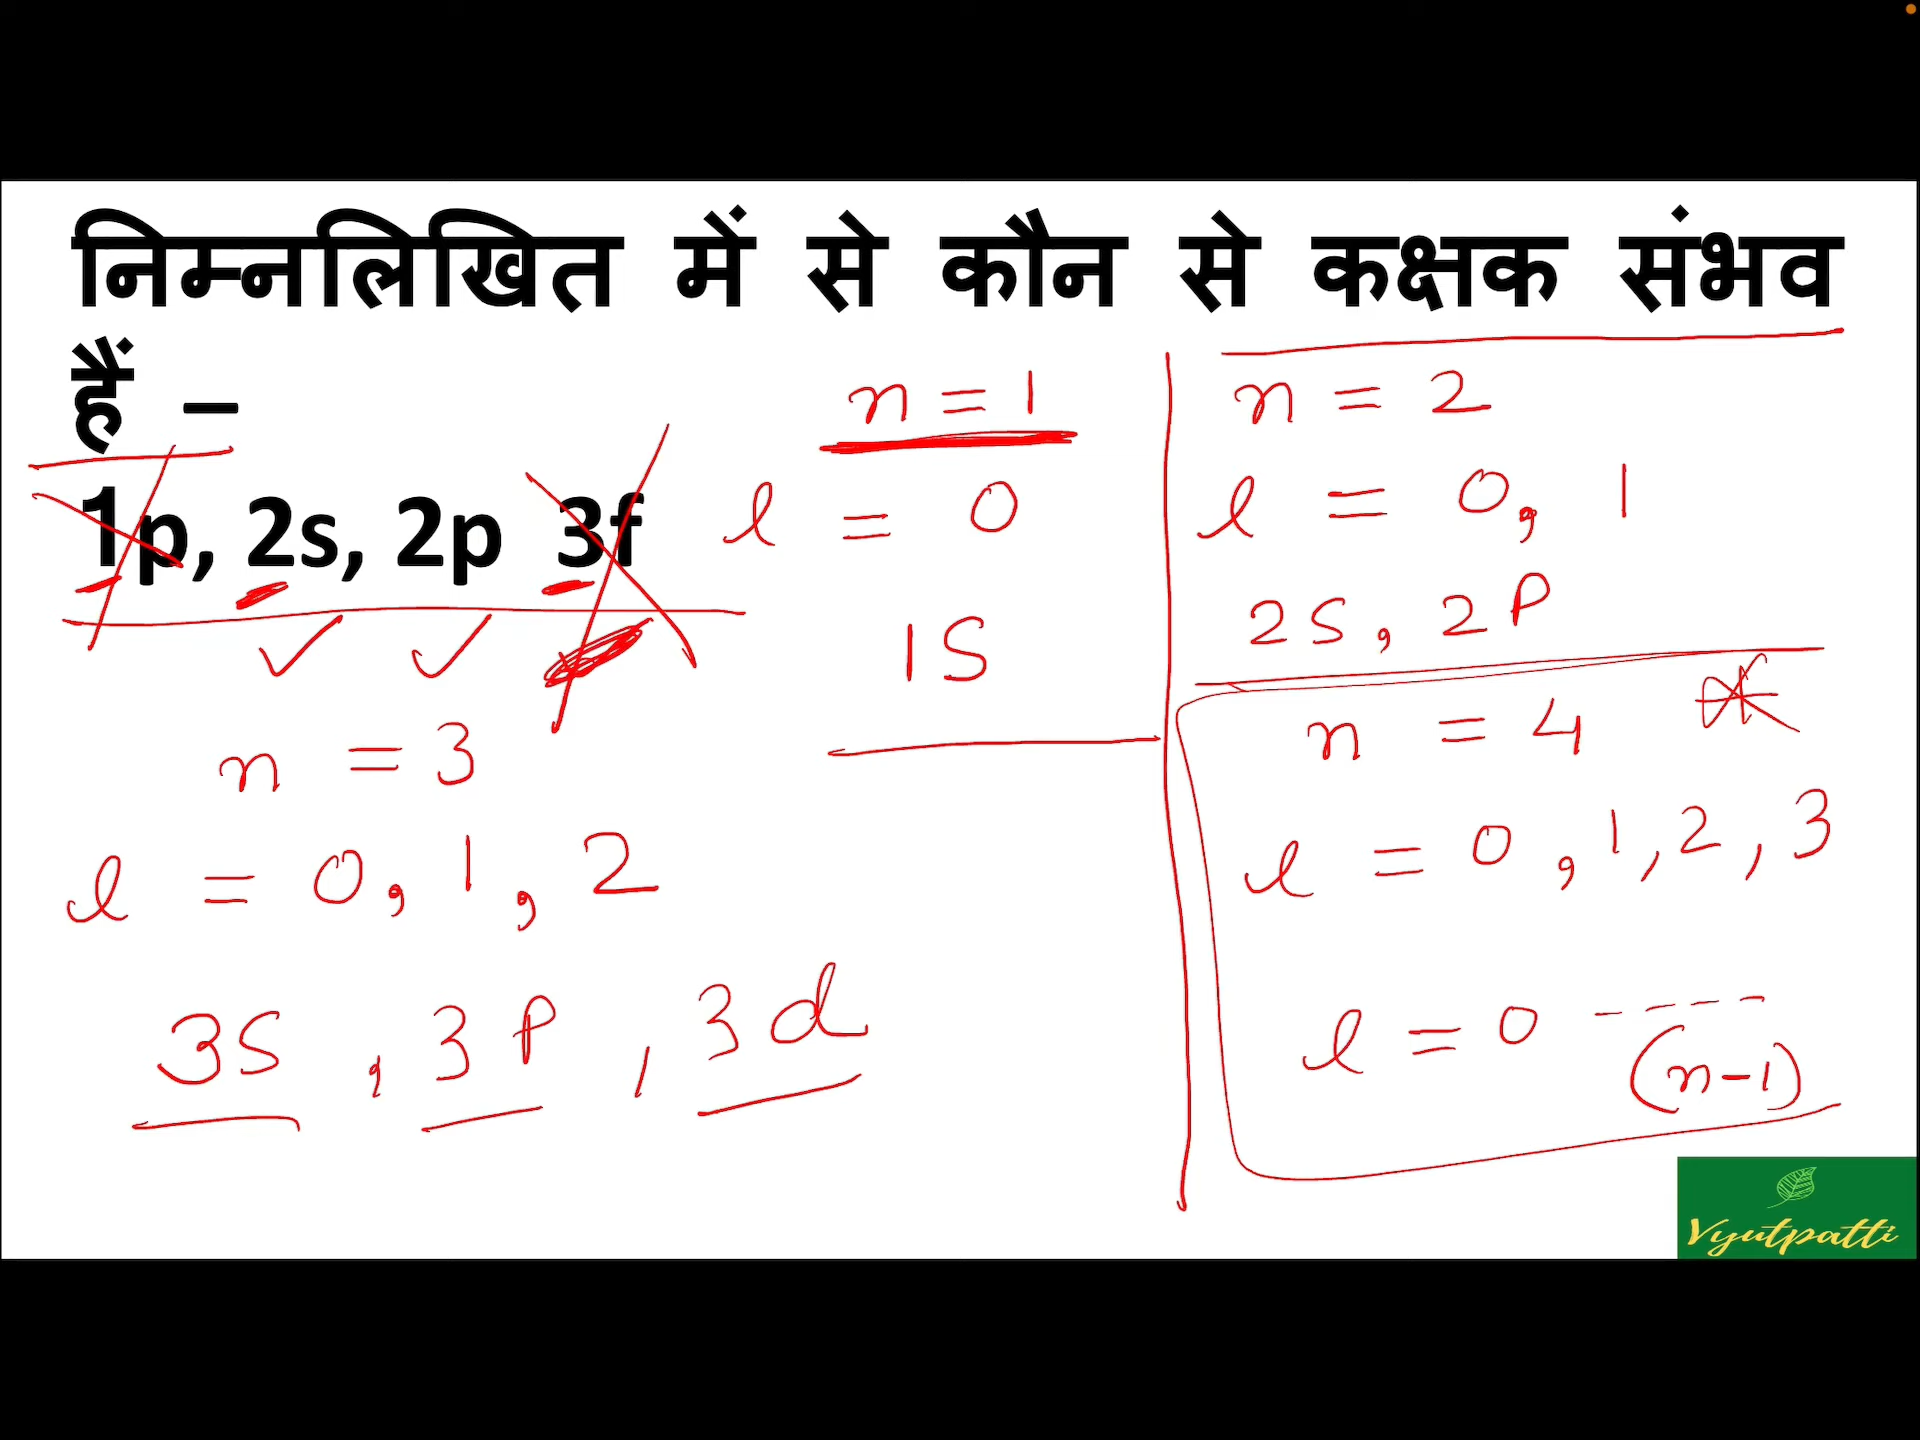 निम्नलिखित में से कौन से कक्षक संभव
हैं –
1p, 2s, 2p 3f
n = 1
l = 0
1S
n = 2
l = 0, 1
2S, 2P
n = 3
l = 0, 1, 2
3S, 3P, 3d
n = 4
l = 0, 1, 2, 3
l = 0 ----
(n-1)
Vyutpatti